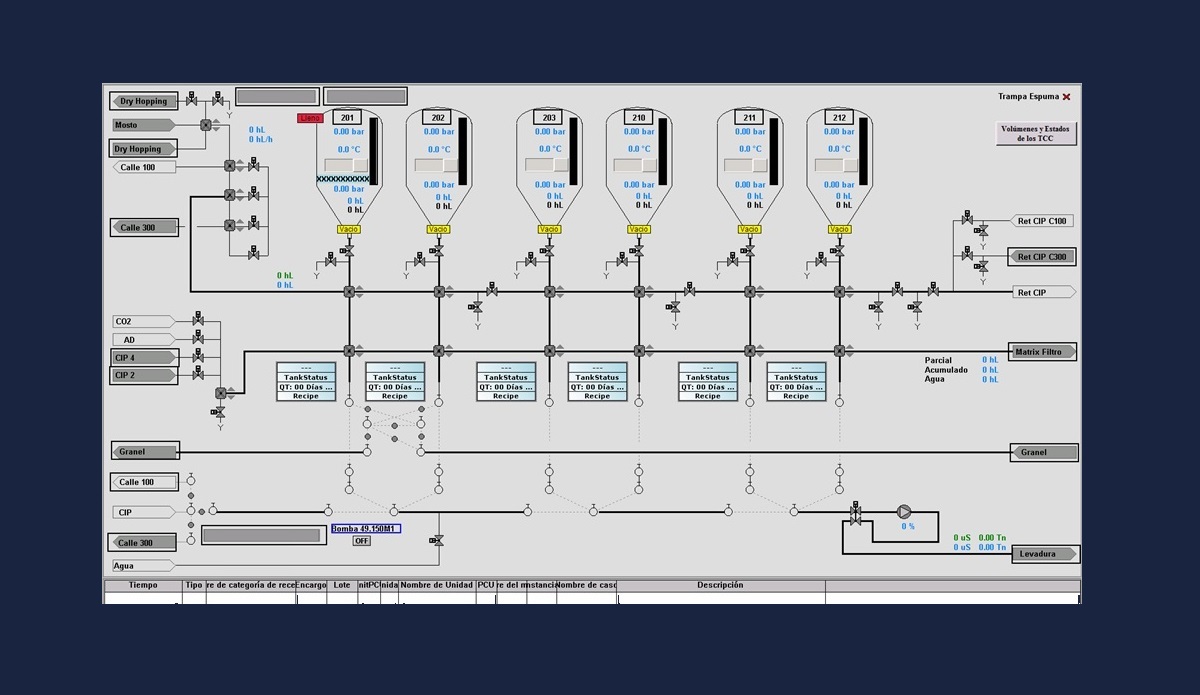 Dry Hopping
Trampa Espuma
Lleno
201
202
203
210
211
212
Mosto
0 hL
0 hL/h
0.00 bar
0.00 bar
0.00 bar
0.00 bar
0.00 bar
0.00 bar
Volúmenes y Estados
de los TCC
Dry Hopping
0.0 °C
0.0 °C
0.0 °C
0.0 °C
0.0 °C
0.0 °C
Calle 100
XXXXXXXXXX
0.00 bar
0.00 bar
0.00 bar
0.00 bar
0.00 bar
0.00 bar
0 hL
0 hL
0 hL
0 hL
0 hL
0 hL
0 hL
0 hL
0 hL
0 hL
0 hL
0 hL
Calle 300
Vacio
Vacio
Vacio
Vacio
Vacio
Vacio
Ret CIP C100
Ret CIP C300
0 hL
0 hL
Ret CIP
CO2
AD
CIP 4
CIP 2
Matrix Filtro
Parcial 0 hL
Acumulado 0 hL
Agua 0 hL
---
TankStatus
QT: 00 Días ...
Recipe
---
TankStatus
QT: 00 Días ...
Recipe
---
TankStatus
QT: 00 Días ...
Recipe
---
TankStatus
QT: 00 Días ...
Recipe
---
TankStatus
QT: 00 Días ...
Recipe
---
TankStatus
QT: 00 Días ...
Recipe
Granel
Granel
Calle 100
CIP
Bomba 49.150M1
OFF
0 %
Calle 300
0 uS 0.00 Tn
0 uS 0.00 Tn
Levadura
Agua
Tiempo Tipo re de categoría de rece Encargo Lote Nombre de Unidad PCU re del m nstancia Nombre de caso Descripción